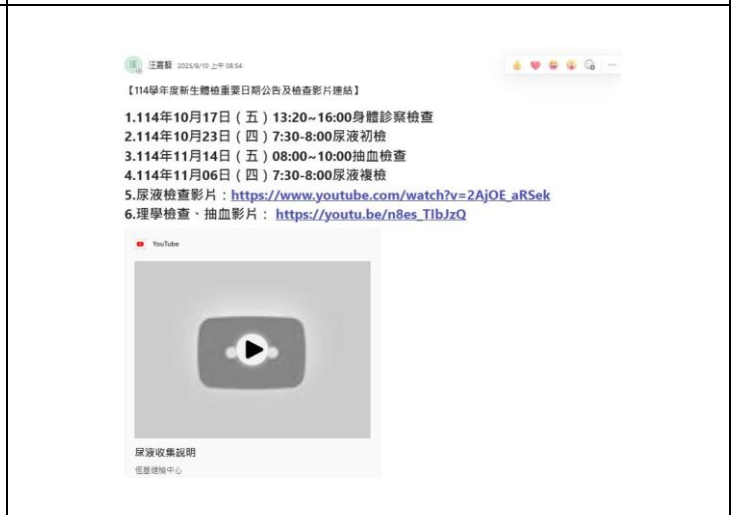 汪
汪書毅 2025/9/10 上午 08:54
【114學年度新生體檢重要日期公告及檢查影片連結】
1.114年10月17日（五）13:20~16:00身體診察檢查
2.114年10月23日（四）7:30-8:00尿液初檢
3.114年11月14日（五）08:00~10:00抽血檢查
4.114年11月06日（四）7:30-8:00尿液複檢
5.尿液檢查影片：https://www.youtube.com/watch?v=2AjOE_aRSek
6.理學檢查、抽血影片： https://youtu.be/n8es_TIbJzQ
YouTube
尿液收集說明
恆基健檢中心